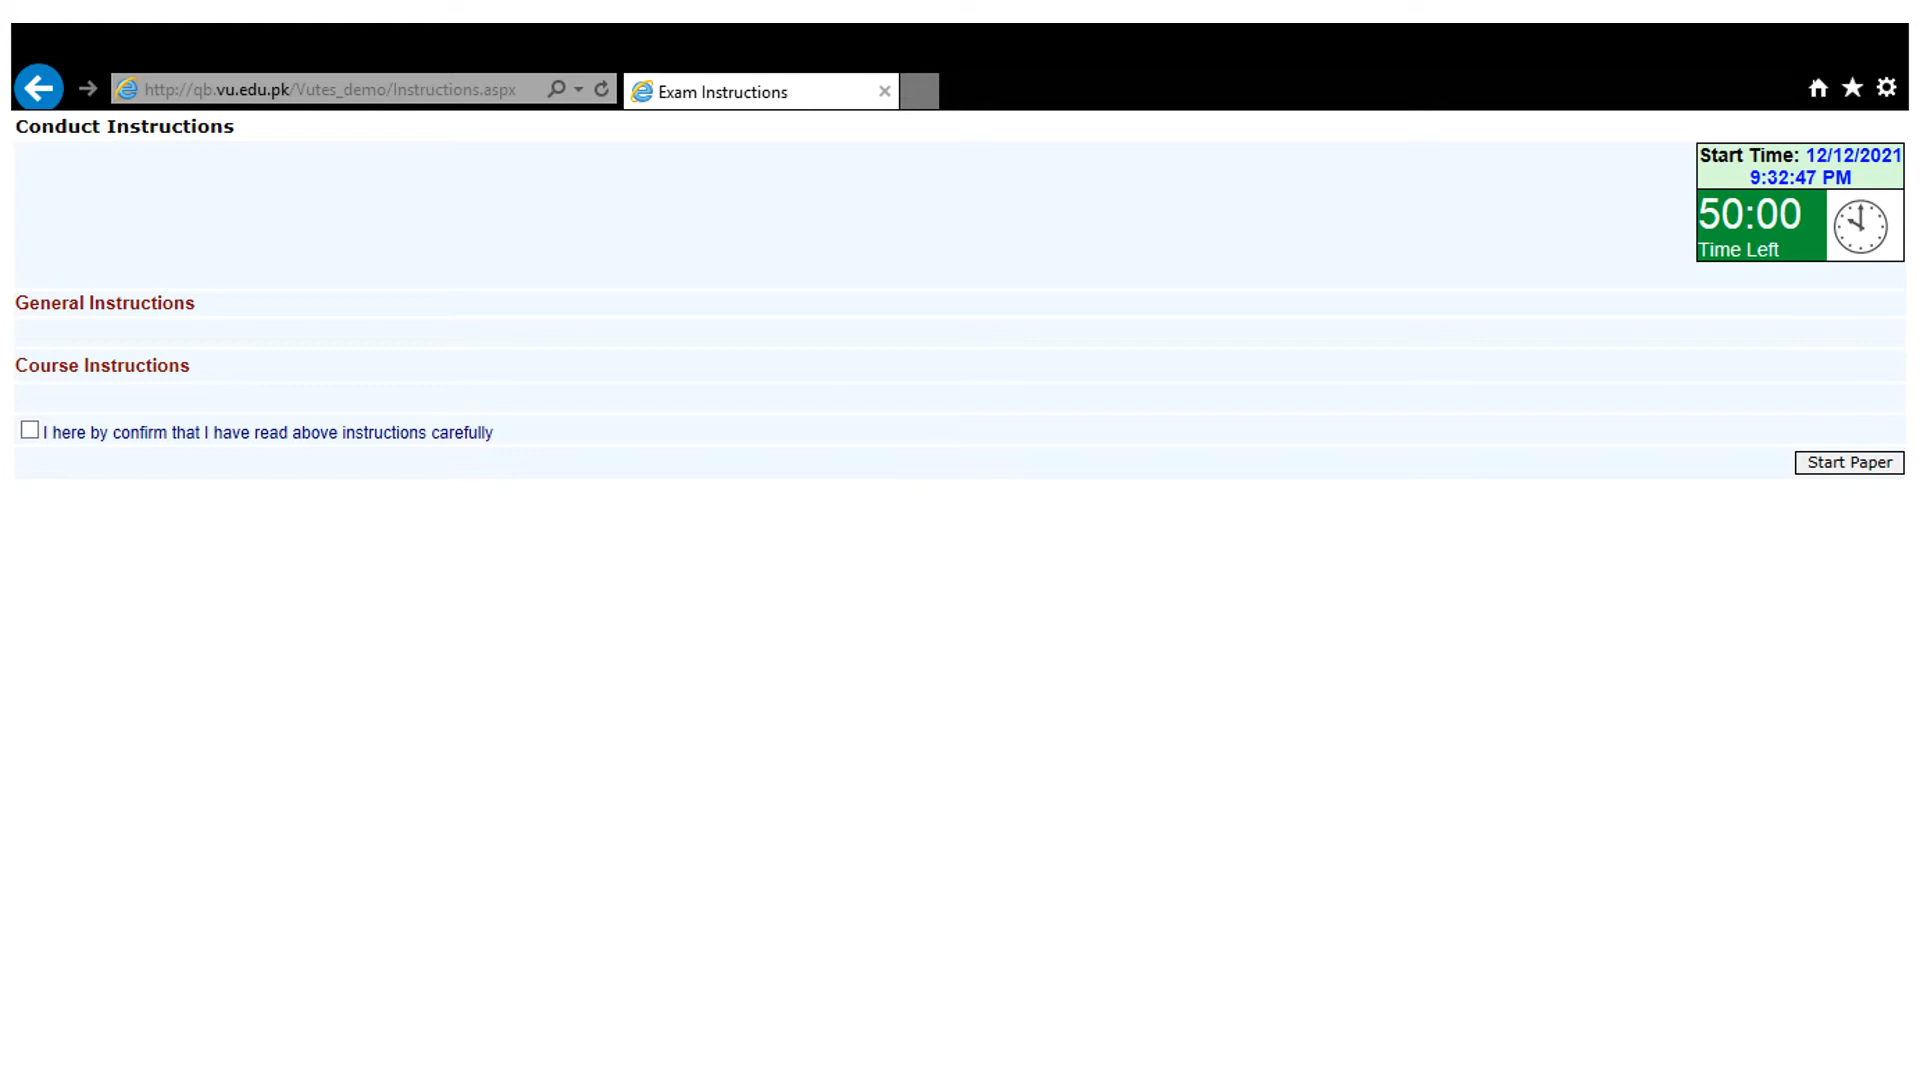 http://qb.vu.edu.pk/Vutes_demo/Instructions.aspx
Exam Instructions
Conduct Instructions
Start Time: 12/12/2021
9:32:47 PM
50:00
Time Left
General Instructions
Course Instructions
I here by confirm that I have read above instructions carefully
Start Paper